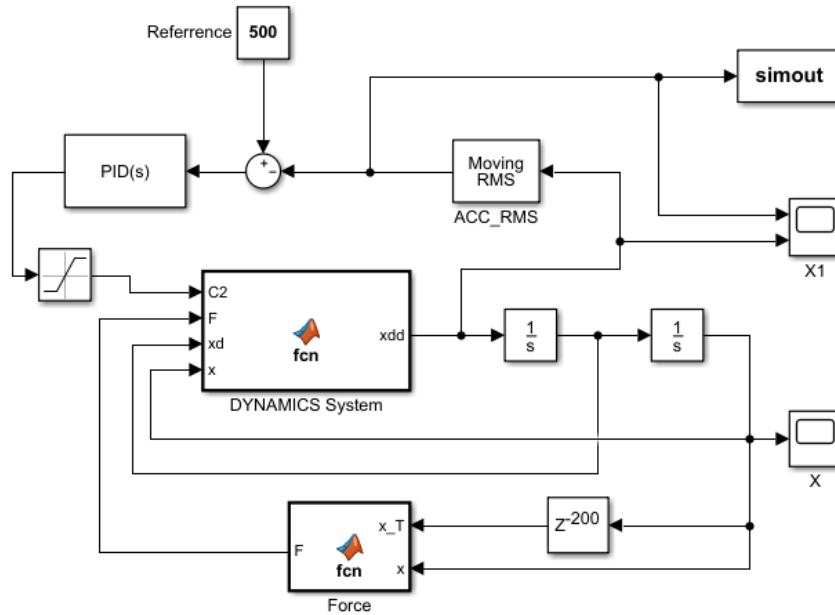 Referrence
500
simout
PID(s)
+
−
Moving
RMS
ACC_RMS
X1
C2
F
xd
x
fcn
xdd
DYNAMICS System
1
s
1
s
X
F
fcn
x_T
x
Force
Z-200